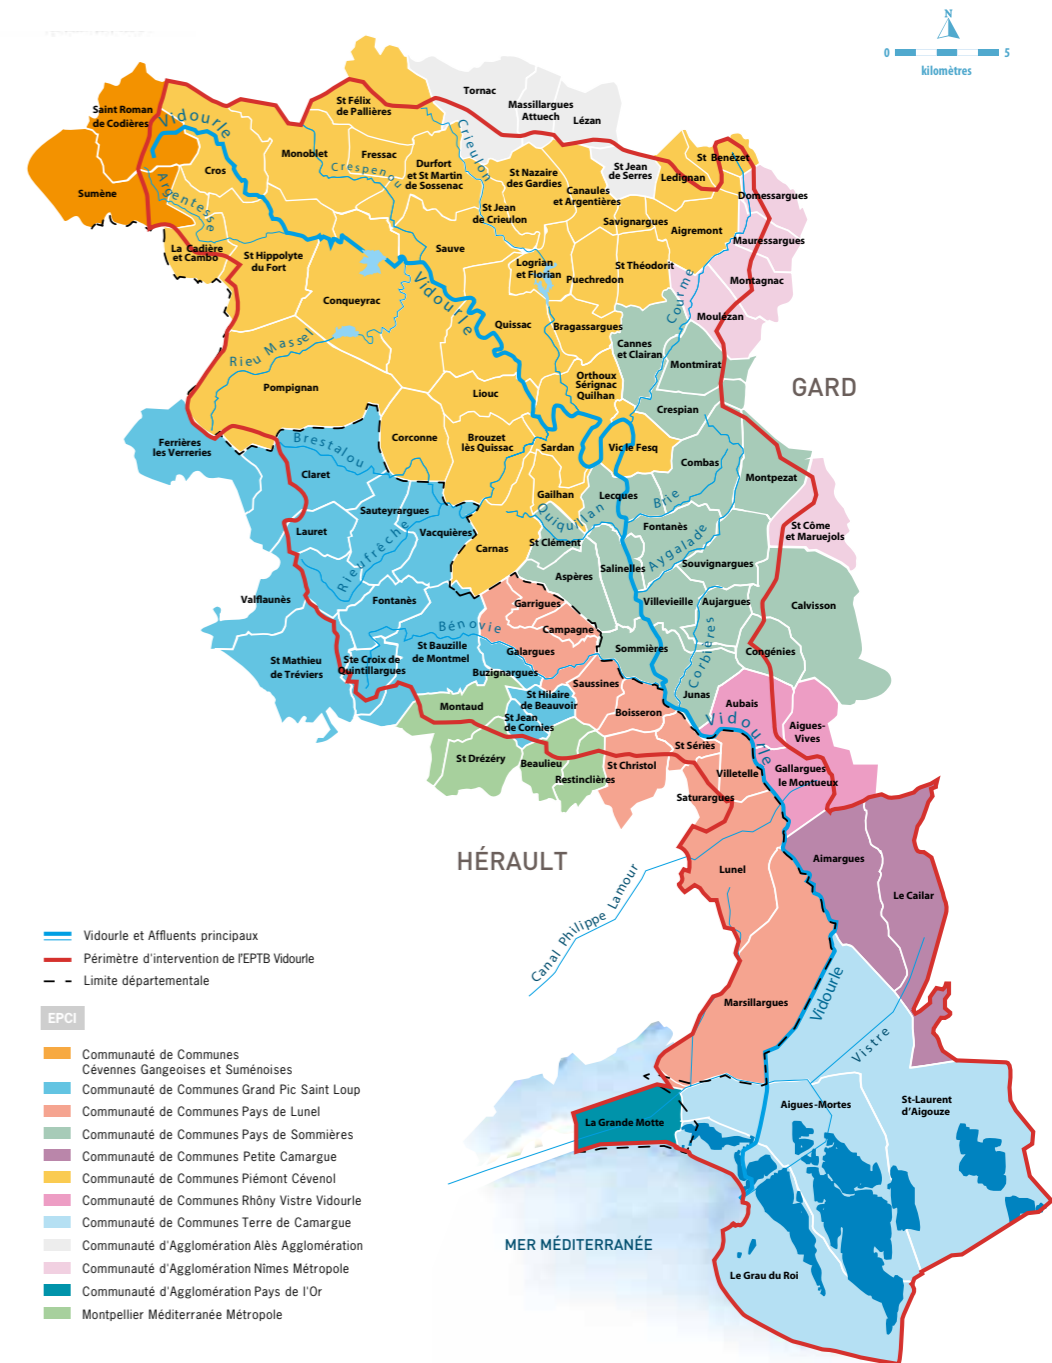 N
0 5
kilomètres
Tornac
Massillargues
Attuech
Lézan
Saint Roman
de Codières
Vidourle
St Félix
de Pallières
Crieulon
Monoblet
Fressac
Crespenou
Durfort
et St Martin
de Sossenac
St Nazaire
des Gardies
Canaules
et Argentières
St Jean
de Serres
Ledignan
St Benézet
Domessargues
Cros
Argentesse
Sumène
St Jean
de Crieulon
Savignargues
Aigremont
Mauressargues
La Cadière
et Cambo
St Hippolyte
du Fort
Sauve
Logrian
et Florian
Puechredon
St Théodorit
Montagnac
Courme
Moulézan
Conqueyrac
Vidourle
Quissac
Bragassargues
Cannes
et Clairan
Montmirat
Rieu Massel
Pompignan
Liouc
Orthoux
Sérignac
Quilhan
Crespian
GARD
Ferrières
les Verreries
Brestalou
Corconne
Brouzet
lès Quissac
Sardan
Vic le Fesq
Combas
Montpezat
Claret
Gailhan
Lecques
Brie
Sauteyrargues
Quiquillan
Fontanès
St Côme
et Maruejols
Lauret
Rieufrèche
Vacquières
Carnas
St Clément
Aygalade
Souvignargues
Salinelles
Aspères
Valflaunès
Fontanès
Garrigues
Villevieille
Aujargues
Calvisson
Bénovie
Campagne
Corbières
St Mathieu
de Tréviers
Ste Croix de
Quintillargues
St Bauzille
de Montmel
Galargues
Sommières
Congénies
Buzignargues
Saussines
Junas
Montaud
St Hilaire
de Beauvoir
Boisseron
Aubais
St Jean
de Cornies
Vidourle
Aigues-
Vives
St Sériès
St Drézéry
Beaulieu
Restinclières
St Christol
Villetelle
Gallargues
le Montueux
Saturargues
HÉRAULT
Lunel
Aimargues
Le Cailar
Canal Philippe Lamour
Marsillargues
Vidourle
Vistre
La Grande Motte
Aigues-Mortes
St-Laurent
d'Aigouze
MER MÉDITERRANÉE
Le Grau du Roi
Vidourle et Affluents principaux
Périmètre d'intervention de l'EPTB Vidourle
Limite départementale
EPCI
Communauté de Communes
Cévennes Gangeoises et Suménoises
Communauté de Communes Grand Pic Saint Loup
Communauté de Communes Pays de Lunel
Communauté de Communes Pays de Sommières
Communauté de Communes Petite Camargue
Communauté de Communes Piémont Cévenol
Communauté de Communes Rhôny Vistre Vidourle
Communauté de Communes Terre de Camargue
Communauté d'Agglomération Alès Agglomération
Communauté d'Agglomération Nîmes Métropole
Communauté d'Agglomération Pays de l'Or
Montpellier Méditerranée Métropole